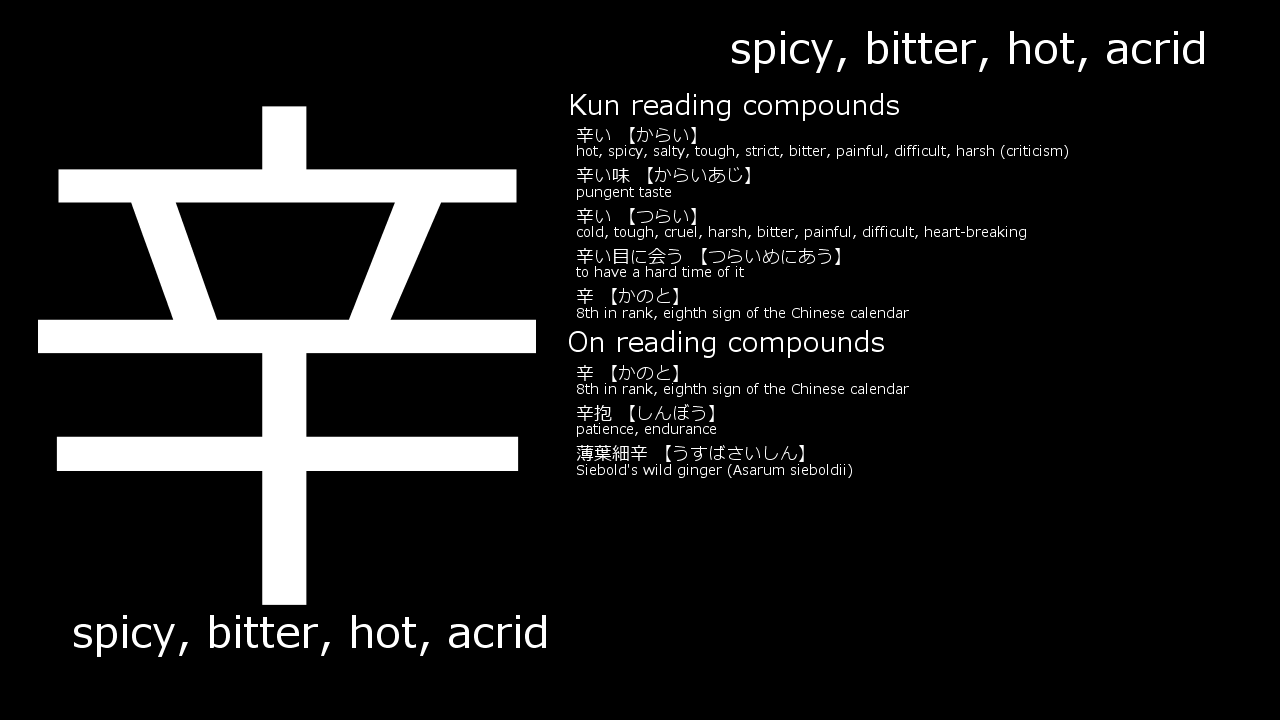 spicy, bitter, hot, acrid
辛
Kun reading compounds
辛い 【からい】
hot, spicy, salty, tough, strict, bitter, painful, difficult, harsh (criticism)
辛い味 【からいあじ】
pungent taste
辛い 【つらい】
cold, tough, cruel, harsh, bitter, painful, difficult, heart-breaking
辛い目に会う 【つらいめにあう】
to have a hard time of it
辛 【かのと】
8th in rank, eighth sign of the Chinese calendar
On reading compounds
辛 【かのと】
8th in rank, eighth sign of the Chinese calendar
辛抱 【しんぼう】
patience, endurance
薄葉細辛 【うすばさいしん】
Siebold's wild ginger (Asarum sieboldii)
spicy, bitter, hot, acrid